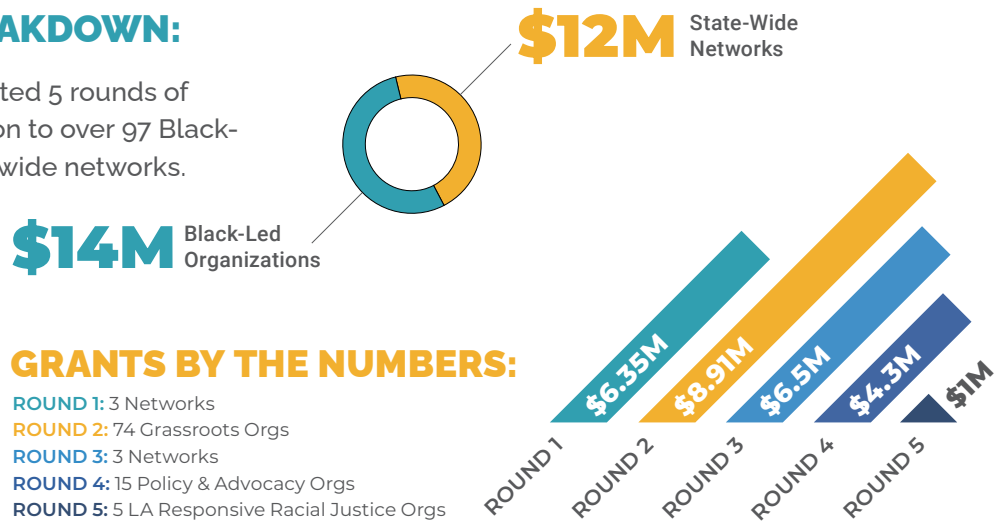 AKDOWN:
ted 5 rounds of
on to over 97 Black-
wide networks.
$12M State-Wide
Networks
$14M Black-Led
Organizations
GRANTS BY THE NUMBERS:
ROUND 1: 3 Networks
ROUND 2: 74 Grassroots Orgs
ROUND 3: 3 Networks
ROUND 4: 15 Policy & Advocacy Orgs
ROUND 5: 5 LA Responsive Racial Justice Orgs
$6.35M
$8.91M
$6.5M
$4.3M
$1M
ROUND 1
ROUND 2
ROUND 3
ROUND 4
ROUND 5